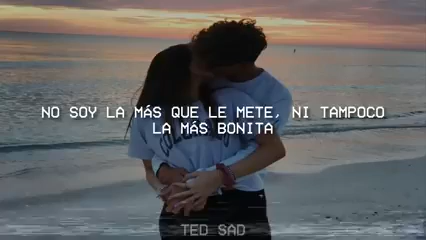 NO SOY LA MÁS QUE LE METE, NI TAMPOCO
LA MÁS BONITA
TED SAD